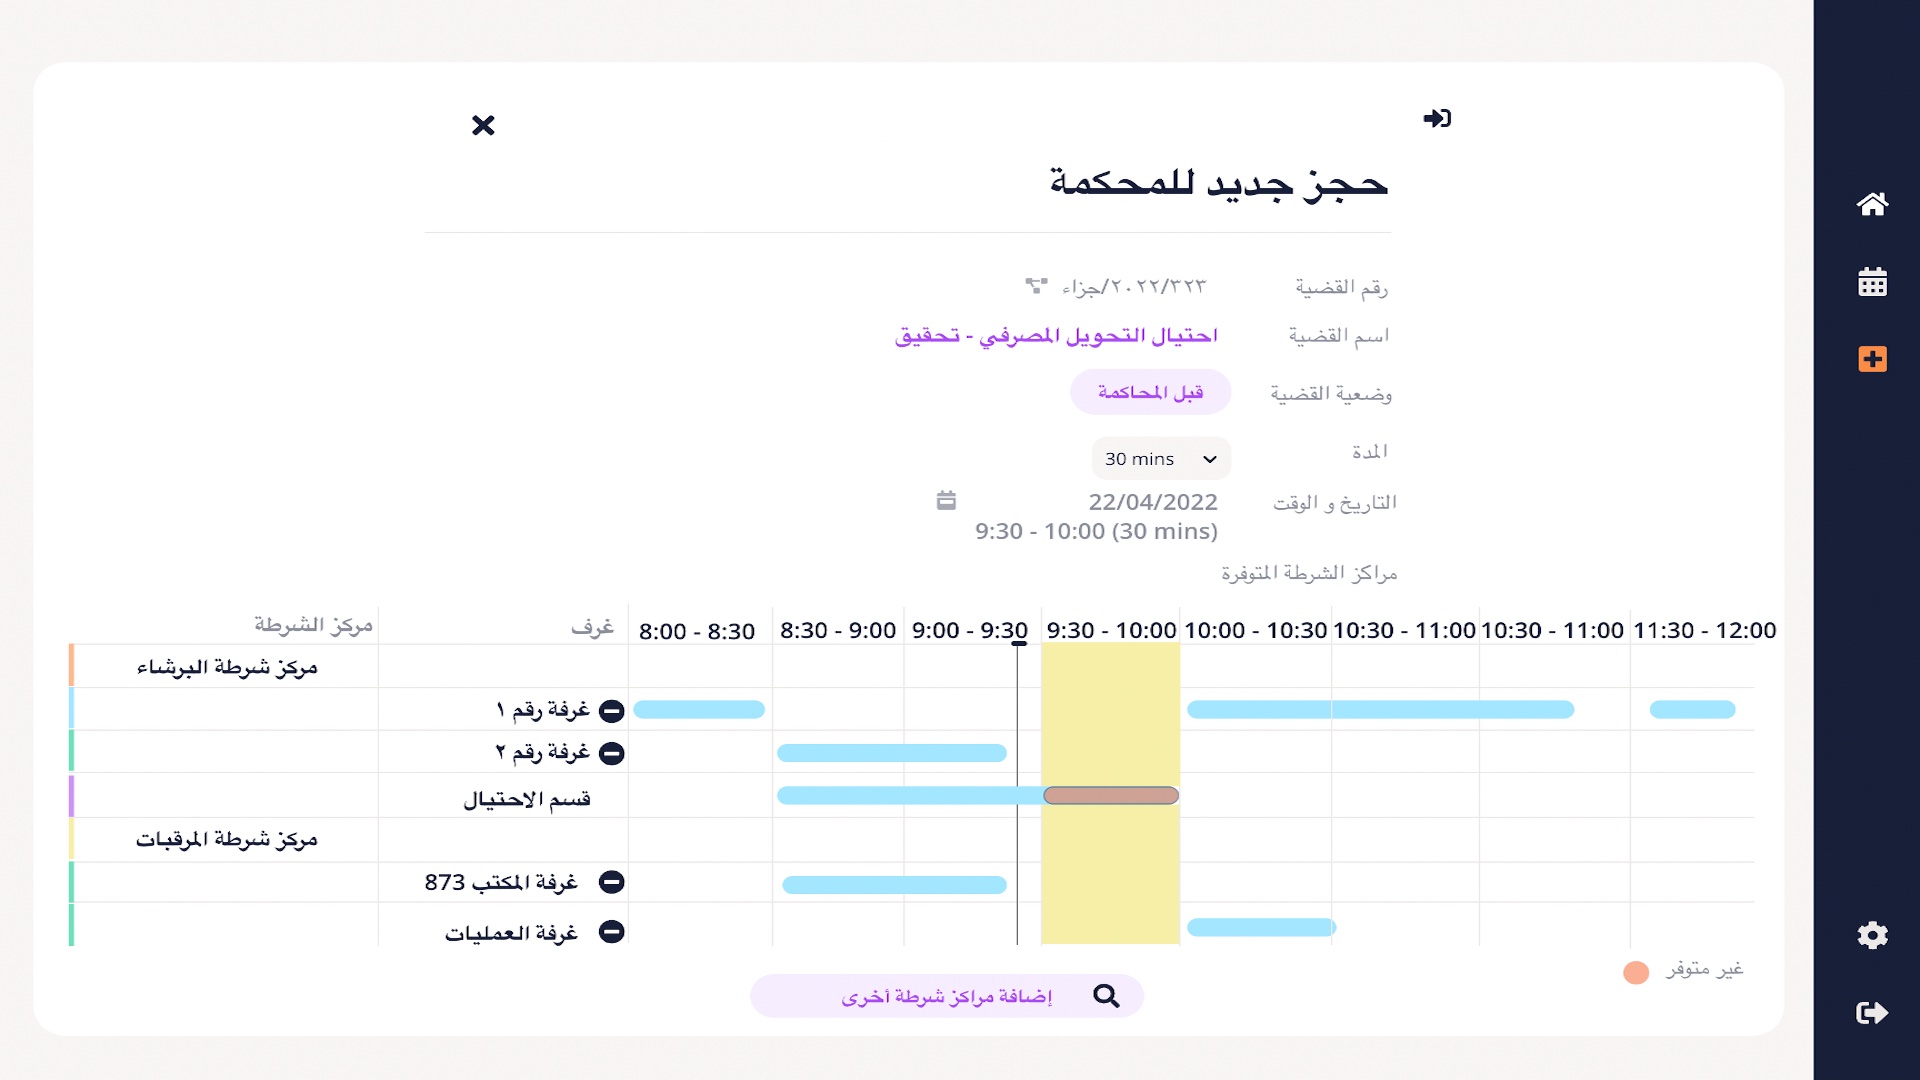 حجز جديد للمحكمة
رقم القضية ٢٠٢٢/٣٢٣/جزاء
اسم القضية احتيال التحويل المصرفي - تحقيق
وضعية القضية قبل المحاكمة
المدة 30 mins
التاريخ و الوقت 22/04/2022
9:30 - 10:00 (30 mins)
مراكز الشرطة المتوفرة
مركز الشرطة غرف 8:00 - 8:30 8:30 - 9:00 9:00 - 9:30 9:30 - 10:00 10:00 - 10:30 10:30 - 11:00 10:30 - 11:00 11:30 - 12:00
مركز شرطة البرشاء
غرفة رقم ١
غرفة رقم ٢
قسم الاحتيال
مركز شرطة المرقبات
غرفة المكتب 873
غرفة العمليات
غير متوفر
إضافة مراكز شرطة أخرى